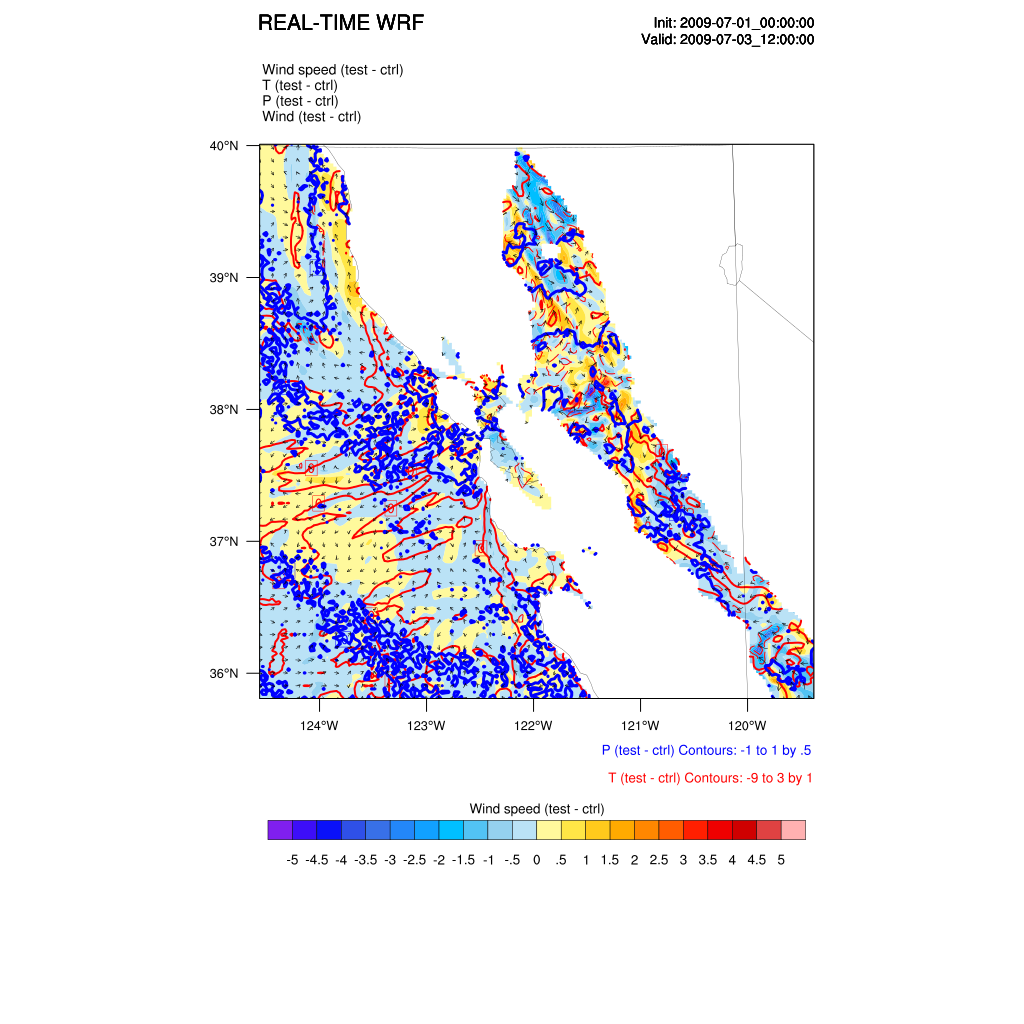 REAL-TIME WRF
Init: 2009-07-01_00:00:00
Valid: 2009-07-03_12:00:00
Wind speed (test - ctrl)
T (test - ctrl)
P (test - ctrl)
Wind (test - ctrl)
40°N
39°N
38°N
37°N
36°N
0
0
0
124°W 123°W 122°W 121°W 120°W
P (test - ctrl) Contours: -1 to 1 by .5
T (test - ctrl) Contours: -9 to 3 by 1
Wind speed (test - ctrl)
-5 -4.5 -4 -3.5 -3 -2.5 -2 -1.5 -1 -.5 0 .5 1 1.5 2 2.5 3 3.5 4 4.5 5